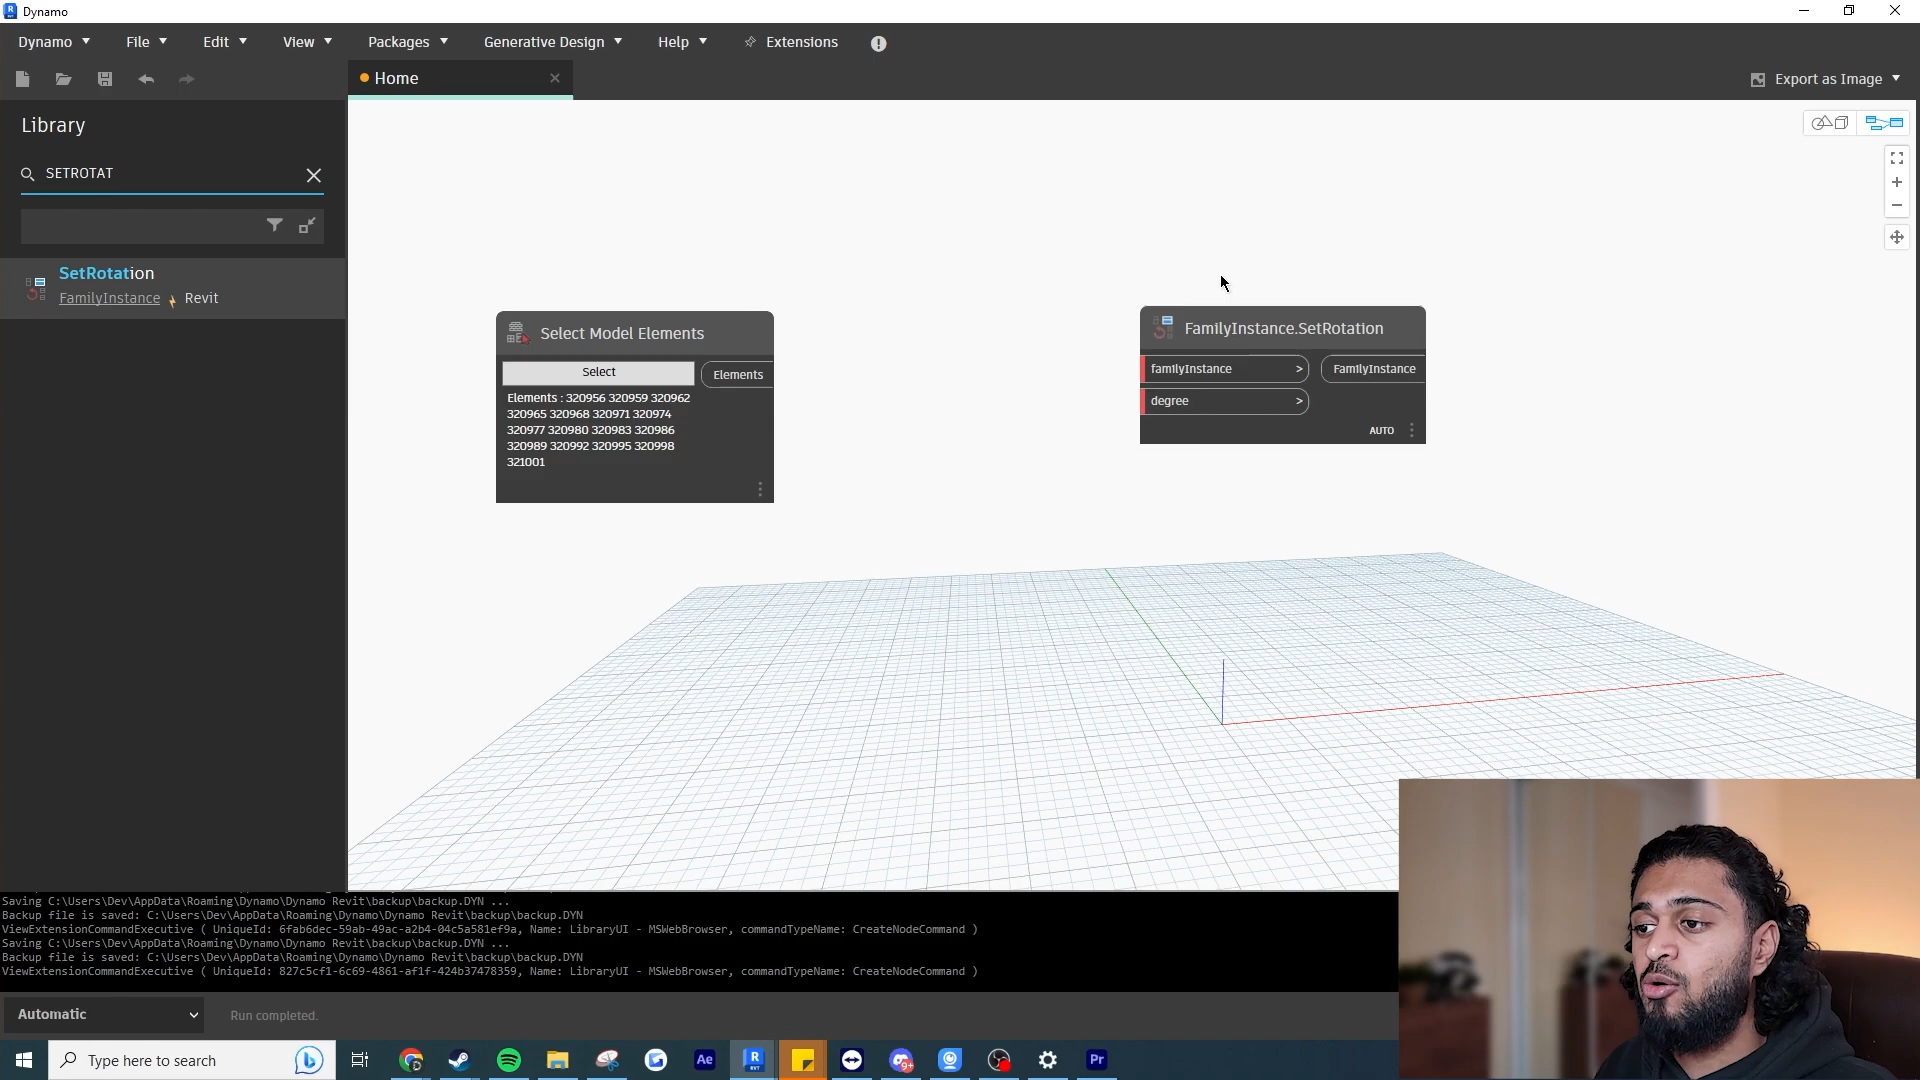 Dynamo
Dynamo File Edit View Packages Generative Design Help Extensions
Home
Export as Image
Library
SETROTAT
SetRotation
FamilyInstance Revit
Select Model Elements
Select
Elements
Elements : 320956 320959 320962
320965 320968 320971 320974
320977 320980 320983 320986
320989 320992 320995 320998
321001
FamilyInstance.SetRotation
familyInstance >
FamilyInstance
degree >
AUTO
Saving C:\Users\Dev\AppData\Roaming\Dynamo\Dynamo Revit\backup\backup.DYN ...
Backup file is saved: C:\Users\Dev\AppData\Roaming\Dynamo\Dynamo Revit\backup\backup.DYN
ViewExtensionCommandExecutive ( UniqueId: 6fab6dec-59ab-49ac-a2b4-04c5a581ef9a, Name: LibraryUI - MSWebBrowser, commandTypeName: CreateNodeCommand )
Saving C:\Users\Dev\AppData\Roaming\Dynamo\Dynamo Revit\backup\backup.DYN ...
Backup file is saved: C:\Users\Dev\AppData\Roaming\Dynamo\Dynamo Revit\backup\backup.DYN
ViewExtensionCommandExecutive ( UniqueId: 827c5cf1-6c69-4861-af1f-424b37478359, Name: LibraryUI - MSWebBrowser, commandTypeName: CreateNodeCommand )
Automatic
Run completed.
Type here to search
Ae
R
RVT
9+
Pr